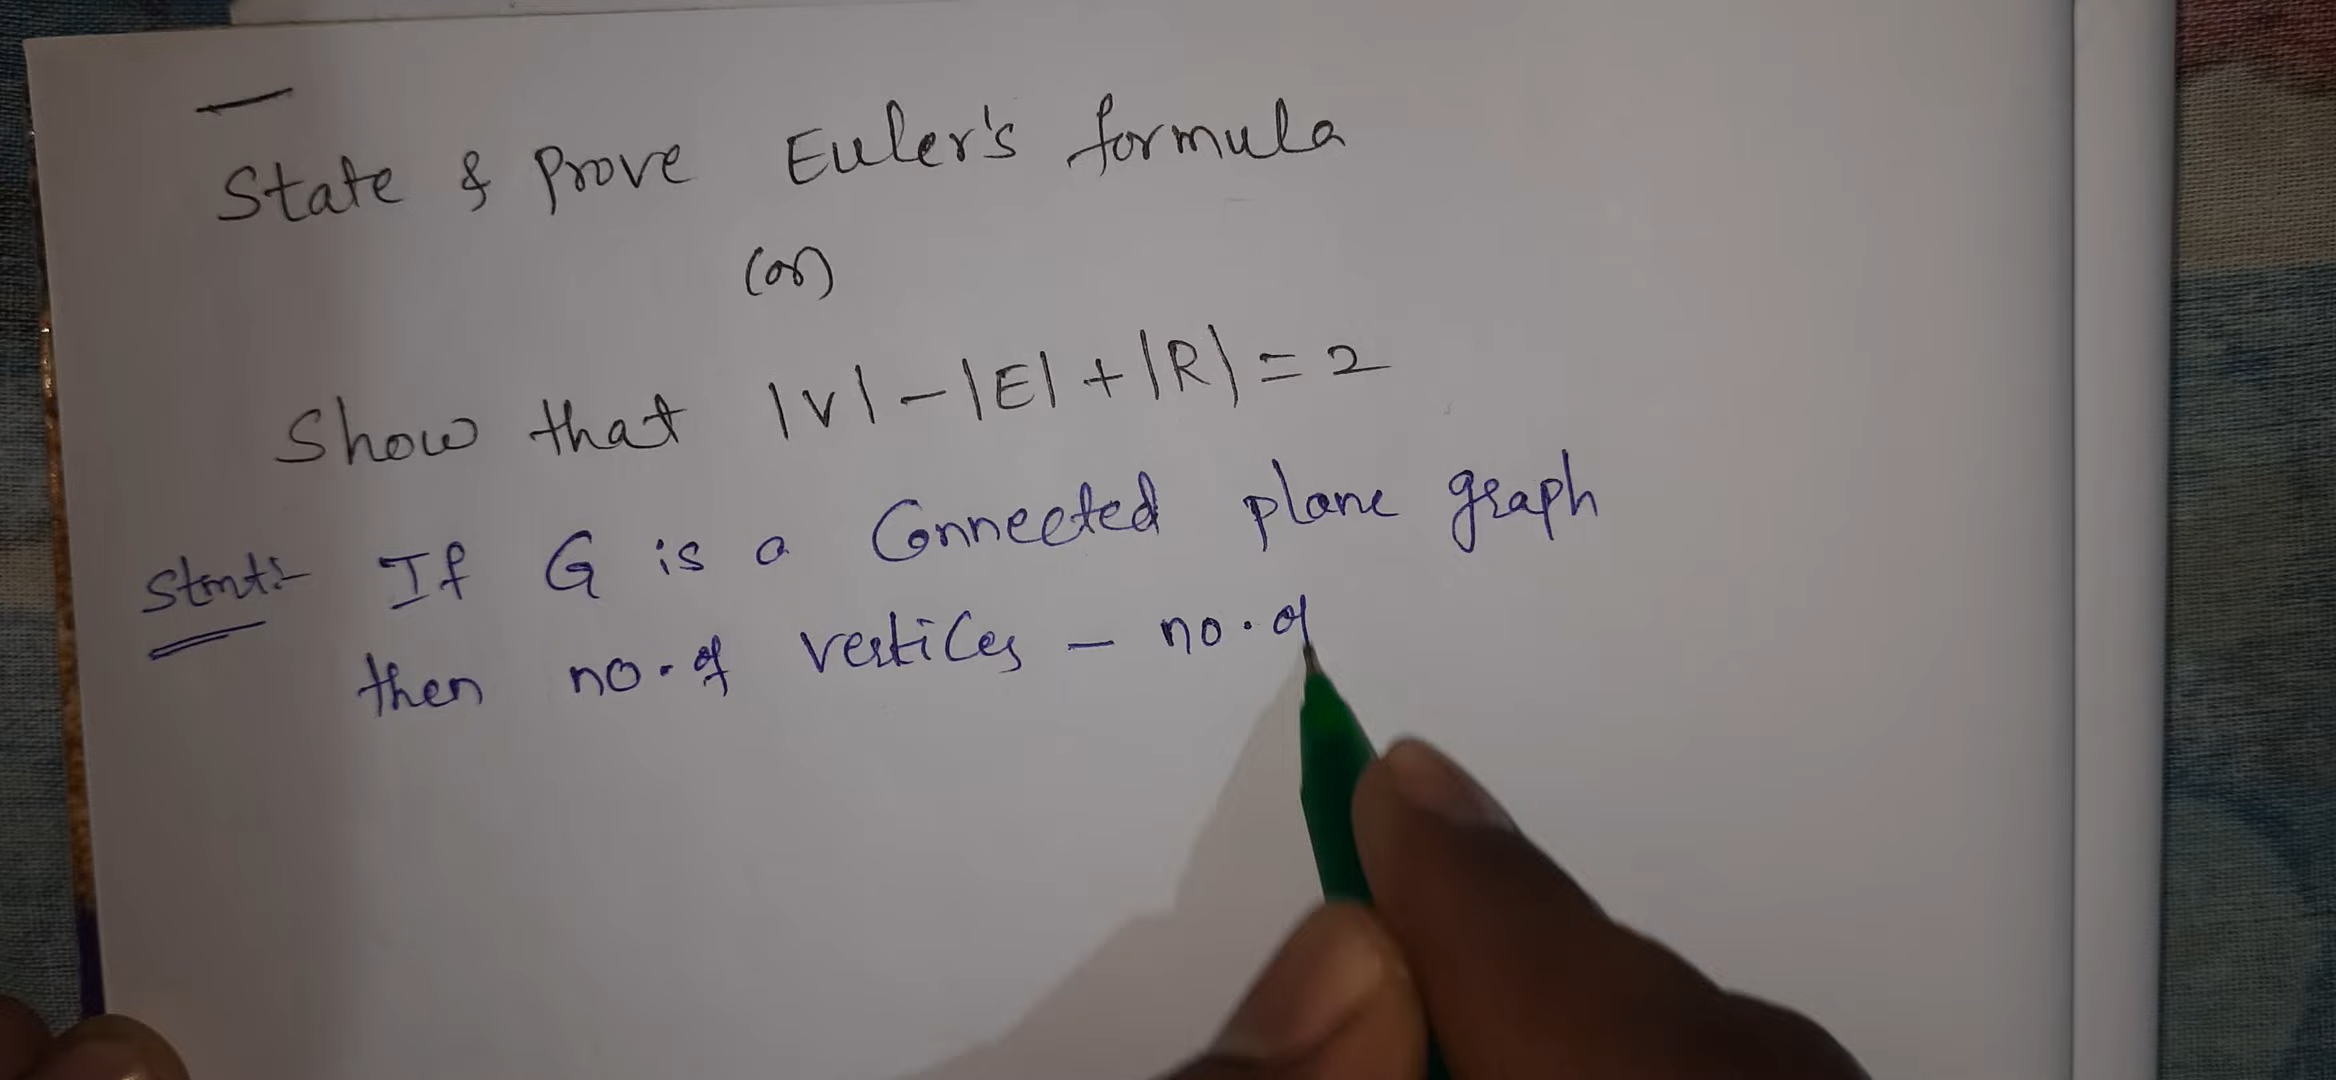 State & Prove Euler's formula
(or)
Show that |V| - |E| + |R| = 2
Stmt:- If G is a Connected plane graph
then no. of vertices - no. of